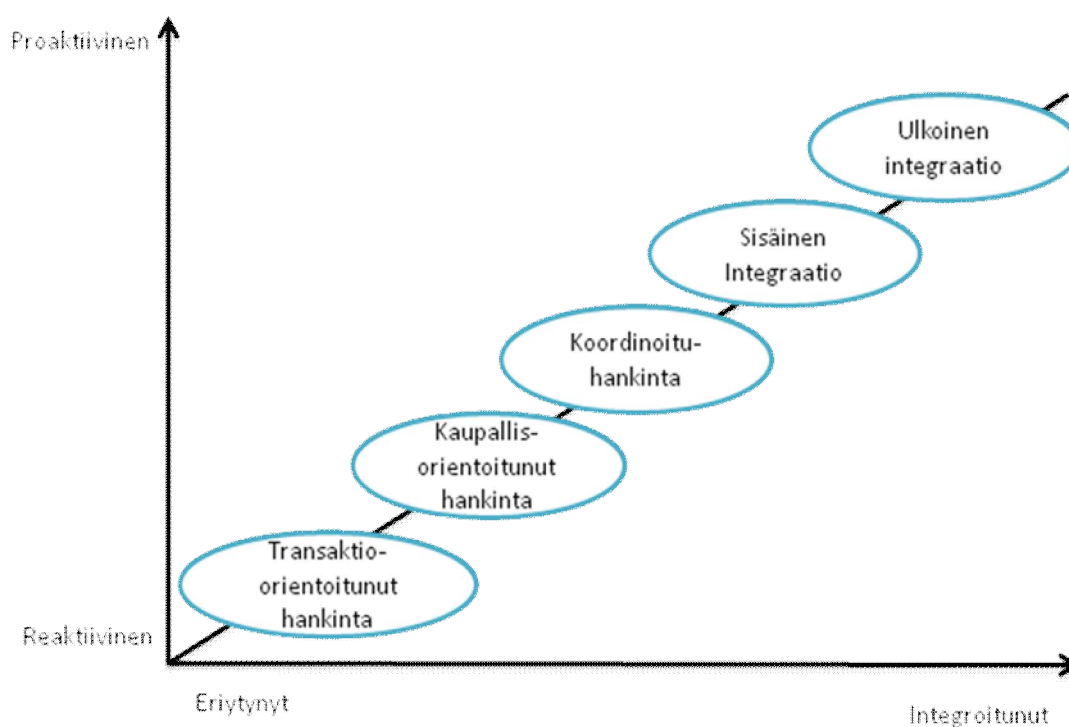 Proaktiivinen
Ulkoinen
integraatio
Sisäinen
Integraatio
Koordinoitu-
hankinta
Kaupallis-
orientoitunut
hankinta
Transaktio-
orientoitunut
hankinta
Reaktiivinen
Eriytynyt
Integroitunut